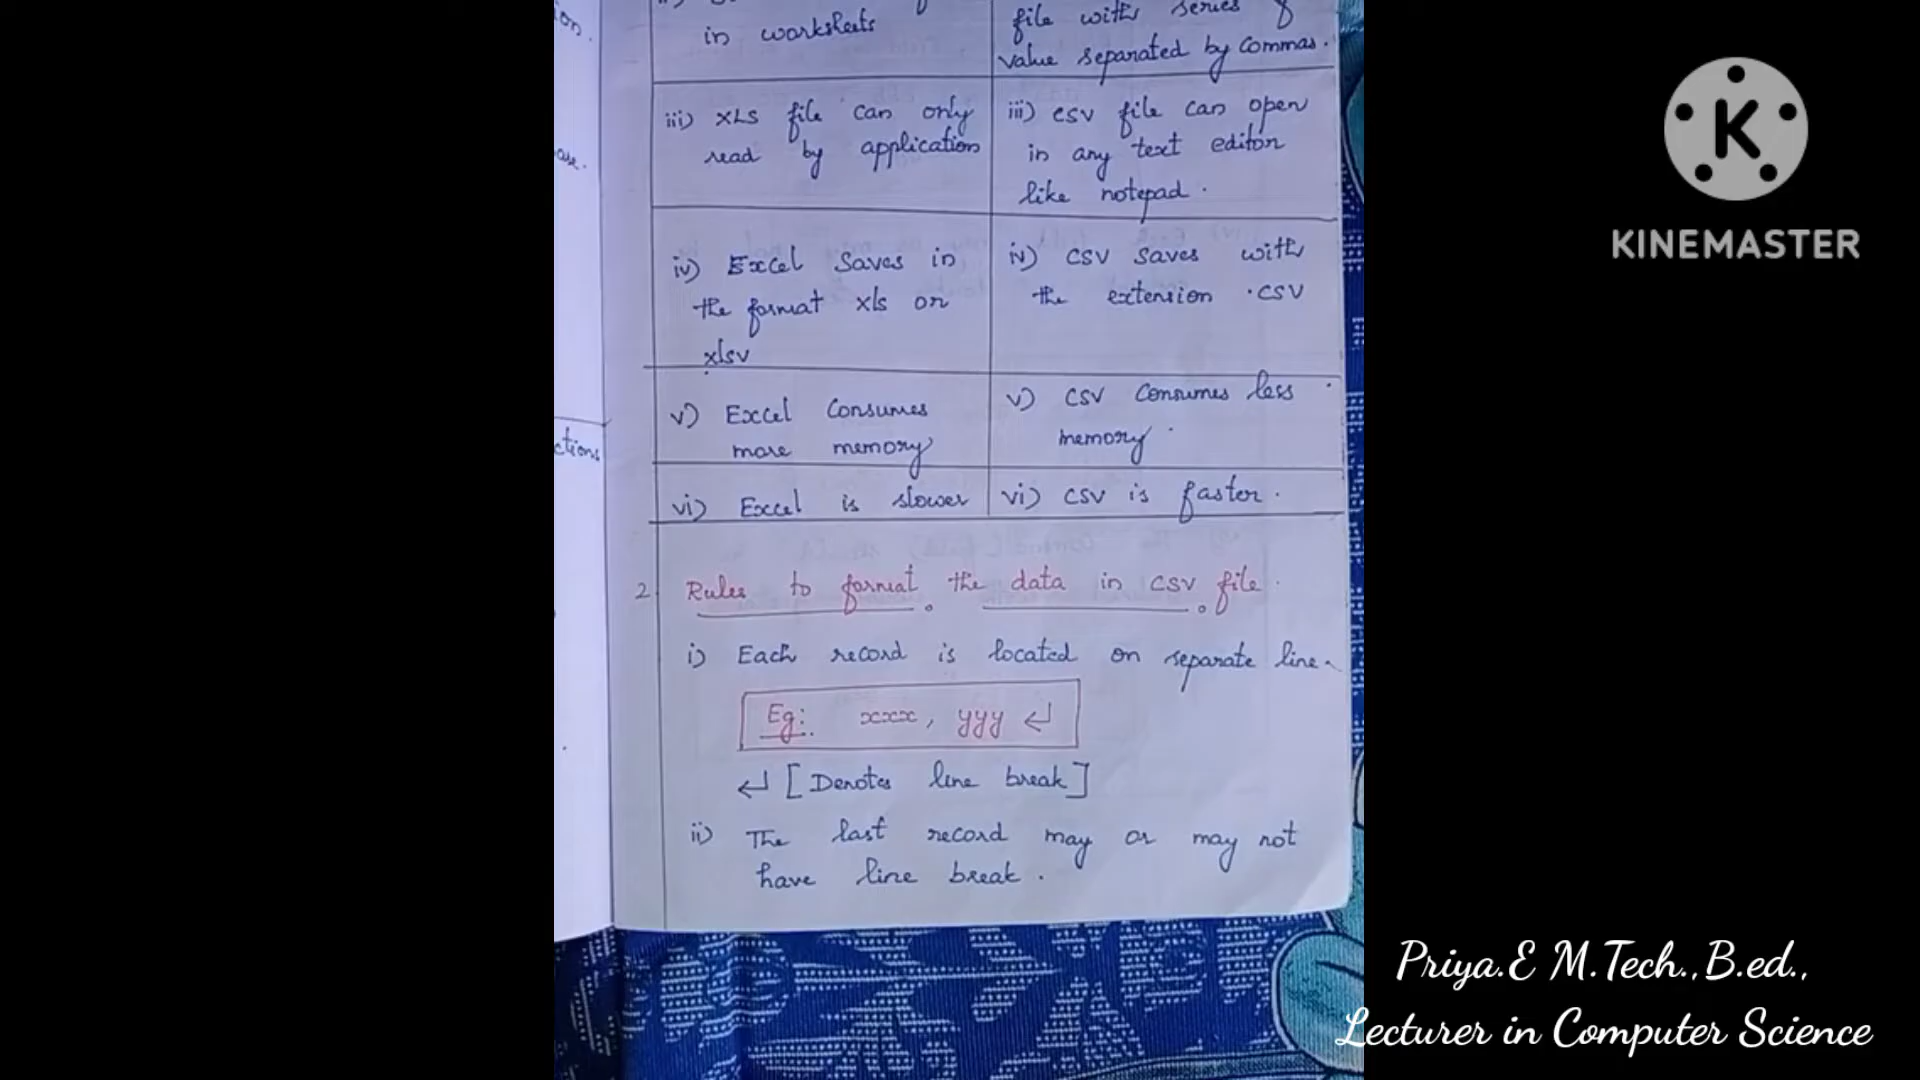 on.
in worksheets
file with series of
value separated by commas.
iii) XLS file can only
read by application
iii) CSV file can open
in any text editor
like notepad.
are.
iv) Excel saves in
the format xls or
xlsv
iv) CSV saves with
the extension .CSV
v) Excel Consumes
more memory
v) CSV Consumes less
memory.
ctions
vi) Excel is slower
vi) CSV is faster.
2 Rules to format the data in CSV file.
i) Each record is located on separate line.
Eg: xxx, yyy ↵
↵ [Denotes line break]
ii) The last record may or may not
have line break.
K
KINEMASTER
Priya.E M.Tech.,B.ed.,
Lecturer in Computer Science